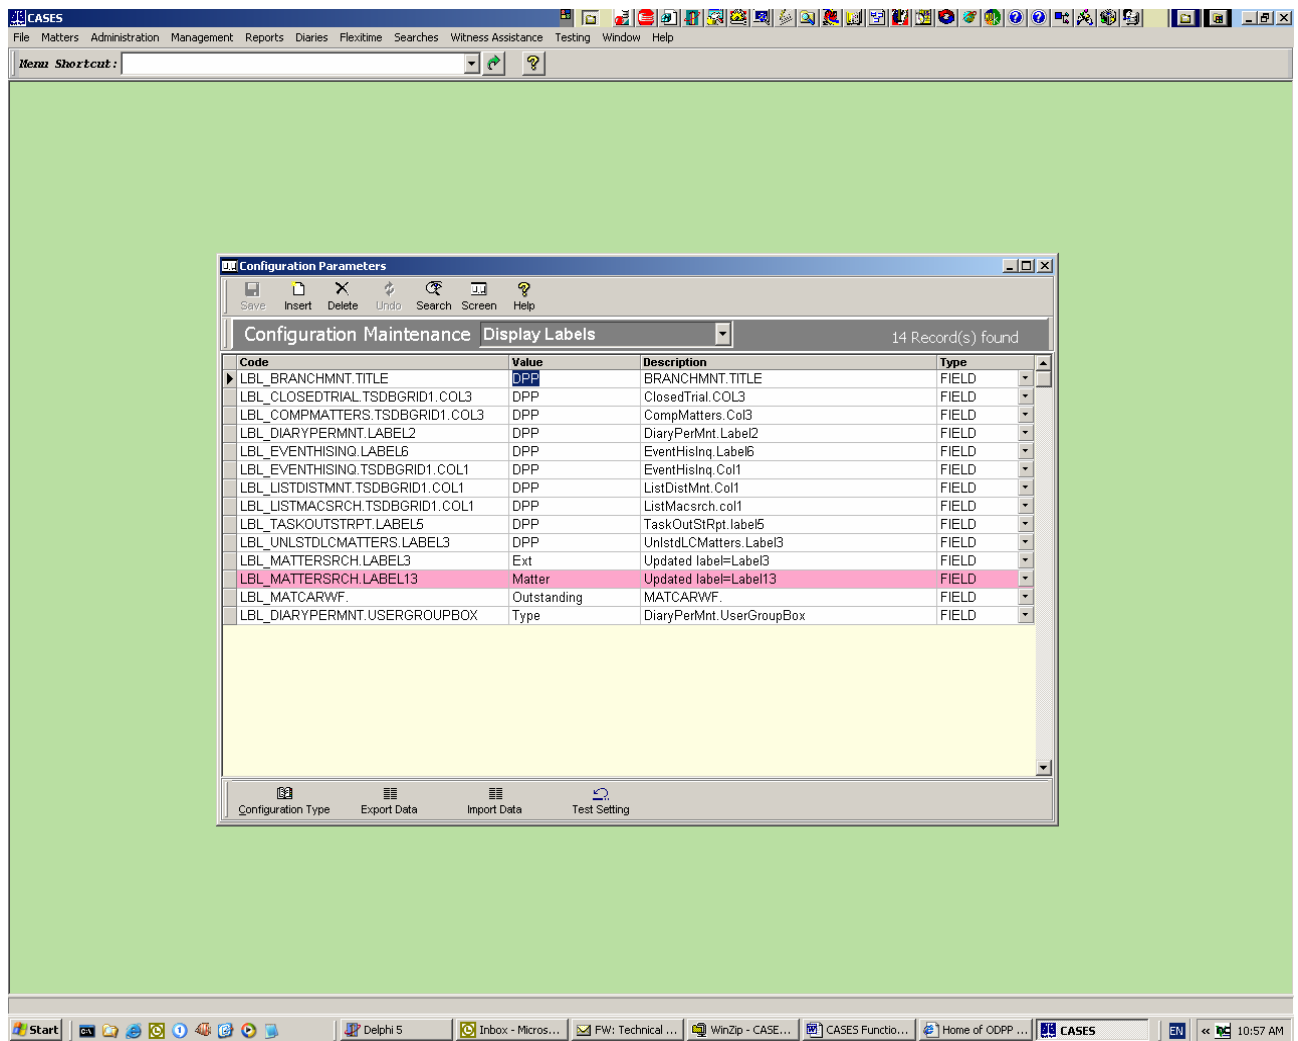 CASES
File Matters Administration Management Reports Diaries Flexitime Searches Witness Assistance Testing Window Help
Menu Shortcut:
Configuration Parameters
Save Insert Delete Undo Search Screen Help
Configuration Maintenance Display Labels 14 Record(s) found
Code Value Description Type
LBL_BRANCHMNT.TITLE DPP BRANCHMNT.TITLE FIELD
LBL_CLOSEDTRIAL.TSDBGRID1.COL3 DPP ClosedTrial.COL3 FIELD
LBL_COMPMATTERS.TSDBGRID1.COL3 DPP CompMatters.Col3 FIELD
LBL_DIARYPERMNT.LABEL2 DPP DiaryPerMnt.Label2 FIELD
LBL_EVENTHISINQ.LABEL6 DPP EventHisInq.Label6 FIELD
LBL_EVENTHISINQ.TSDBGRID1.COL1 DPP EventHisInq.Col1 FIELD
LBL_LISTDISTMNT.TSDBGRID1.COL1 DPP ListDistMnt.Col1 FIELD
LBL_LISTMACSRCH.TSDBGRID1.COL1 DPP ListMacsrch.col1 FIELD
LBL_TASKOUTSTRPT.LABEL5 DPP TaskOutStRpt.label5 FIELD
LBL_UNLSTDLCMATTERS.LABEL3 DPP UnlstdLCMatters.Label3 FIELD
LBL_MATTERSRCH.LABEL3 Ext Updated label=Label3 FIELD
LBL_MATTERSRCH.LABEL13 Matter Updated label=Label13 FIELD
LBL_MATCARWF. Outstanding MATCARWF. FIELD
LBL_DIARYPERMNT.USERGROUPBOX Type DiaryPerMnt.UserGroupBox FIELD
Configuration Type Export Data Import Data Test Setting
Start Delphi 5 Inbox - Micros... FW: Technical ... WinZip - CASE... CASES Functio... Home of ODPP ... CASES EN « 10:57 AM